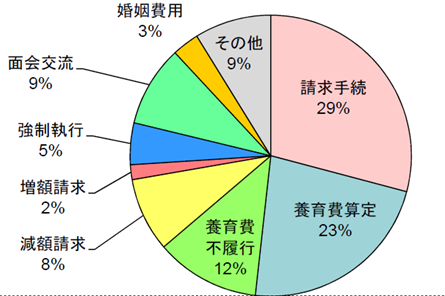 婚姻費用
3%
その他
9%
請求手続
29%
養育費算定
23%
養育費
不履行
12%
減額請求
8%
増額請求
2%
強制執行
5%
面会交流
9%